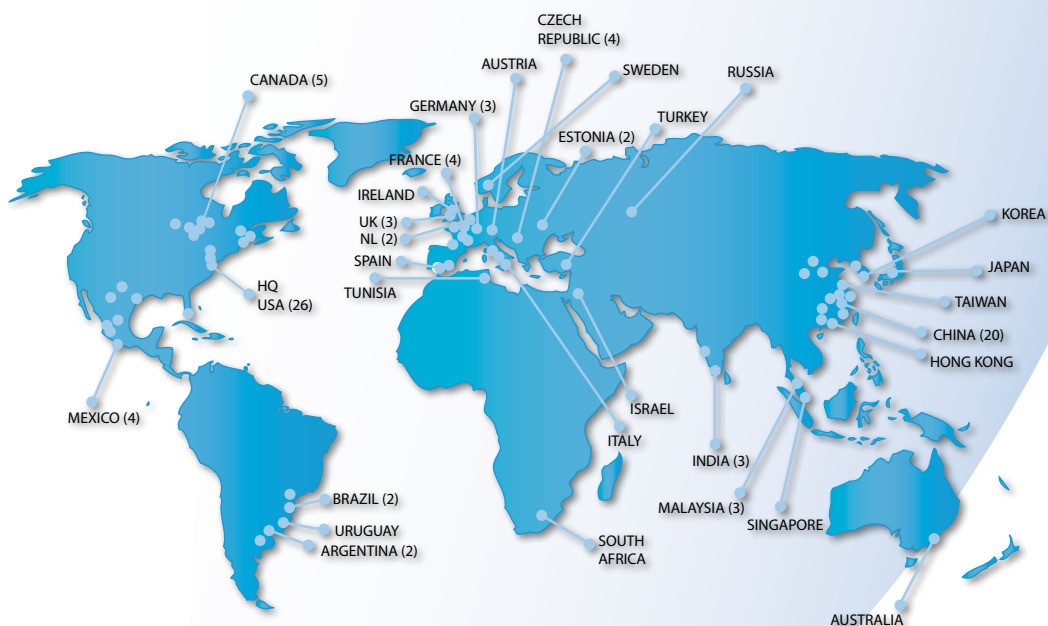 CZECH
REPUBLIC (4)
AUSTRIA
SWEDEN
RUSSIA
CANADA (5)
GERMANY (3)
TURKEY
ESTONIA (2)
FRANCE (4)
IRELAND
UK (3)
NL (2)
SPAIN
TUNISIA
HQ
USA (26)
KOREA
JAPAN
TAIWAN
CHINA (20)
HONG KONG
MEXICO (4)
ISRAEL
ITALY
INDIA (3)
MALAYSIA (3)
SINGAPORE
BRAZIL (2)
URUGUAY
ARGENTINA (2)
SOUTH
AFRICA
AUSTRALIA